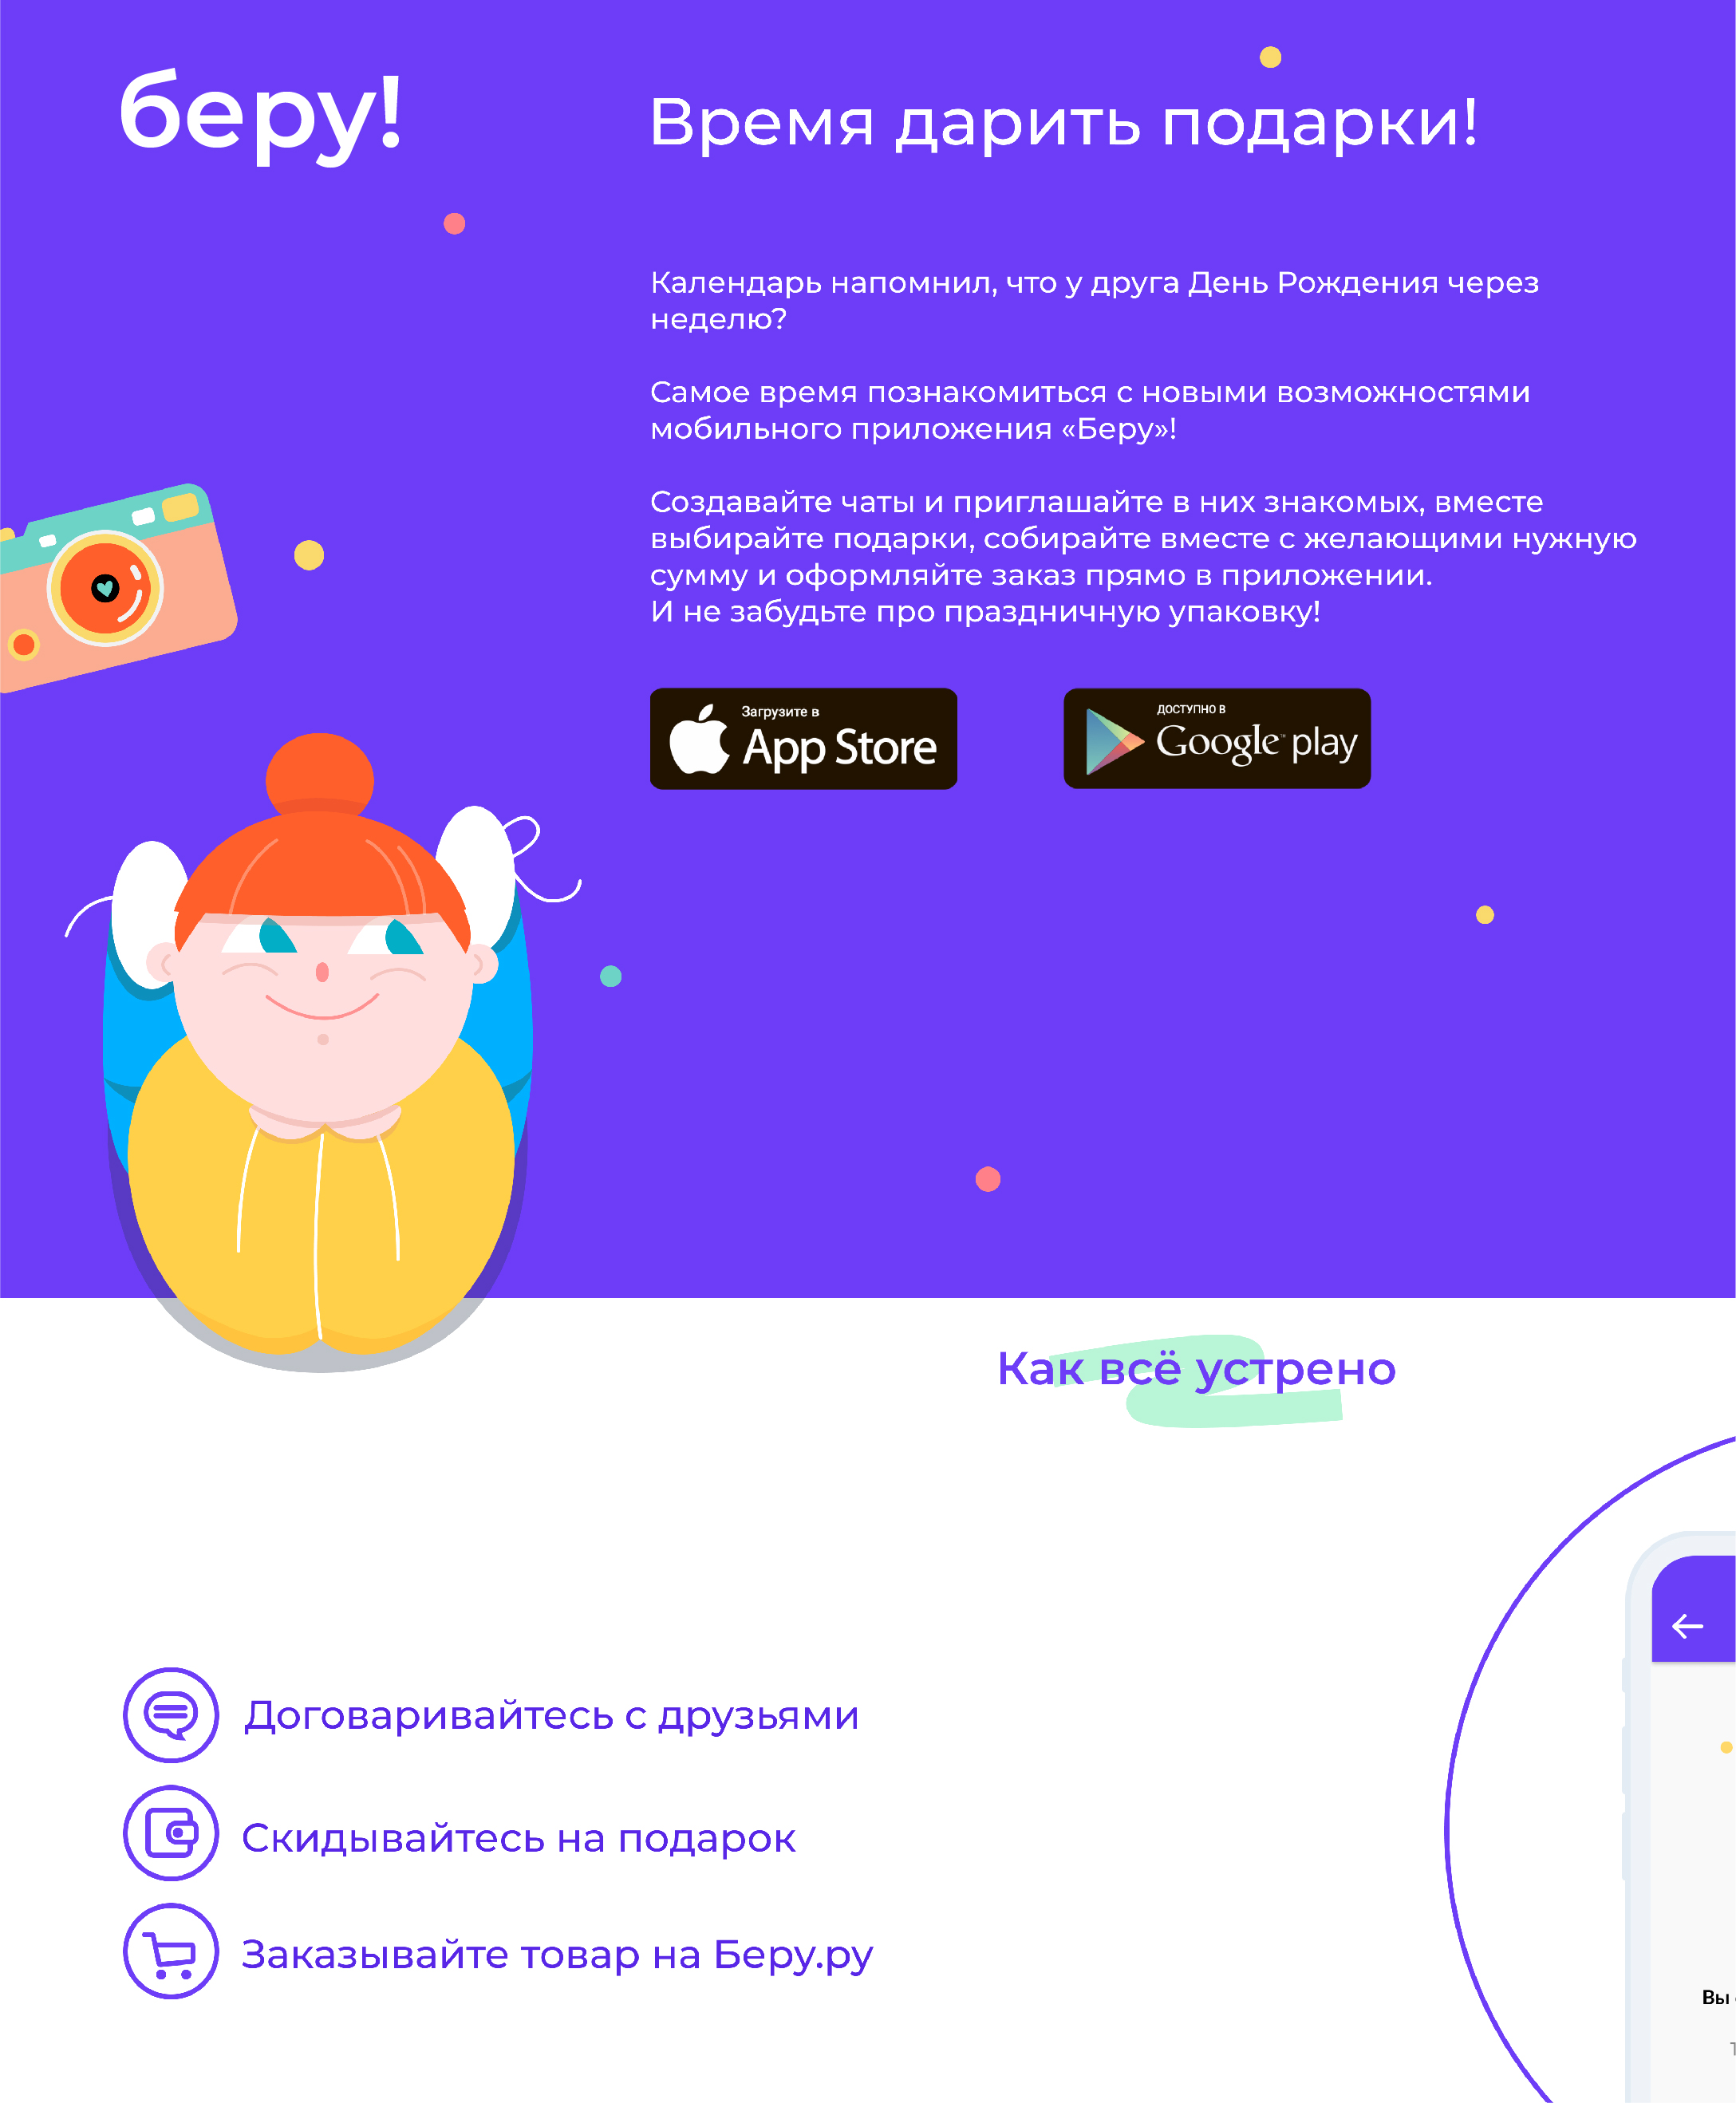 беру!
Время дарить подарки!
Календарь напомнил, что у друга День Рождения через
неделю?
Самое время познакомиться с новыми возможностями
мобильного приложения «Беру»!
Создавайте чаты и приглашайте в них знакомых, вместе
выбирайте подарки, собирайте вместе с желающими нужную
сумму и оформляйте заказ прямо в приложении.
И не забудьте про праздничную упаковку!
Загрузите в
App Store
ДОСТУПНО В
Google play
Как всё устрено
Договаривайтесь с друзьями
Скидывайтесь на подарок
Заказывайте товар на Беру.ру
Вы